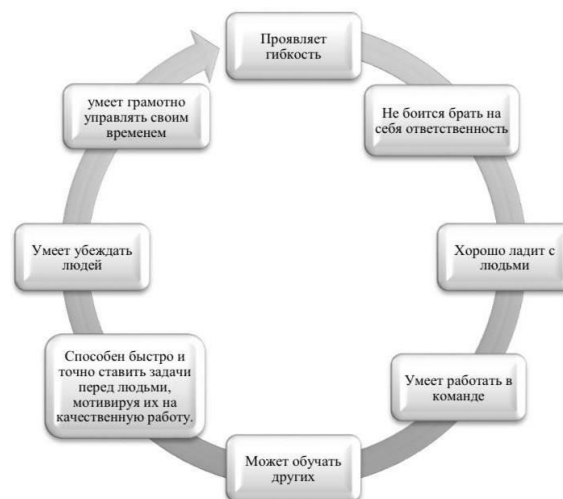 Проявляет
гибкость
Не боится брать на
себя ответственность
Хорошо ладит с
людьми
Умеет работать в
команде
Может обучать
других
Способен быстро и
точно ставить задачи
перед людьми,
мотивируя их на
качественную работу.
Умеет убеждать
людей
умеет грамотно
управлять своим
временем